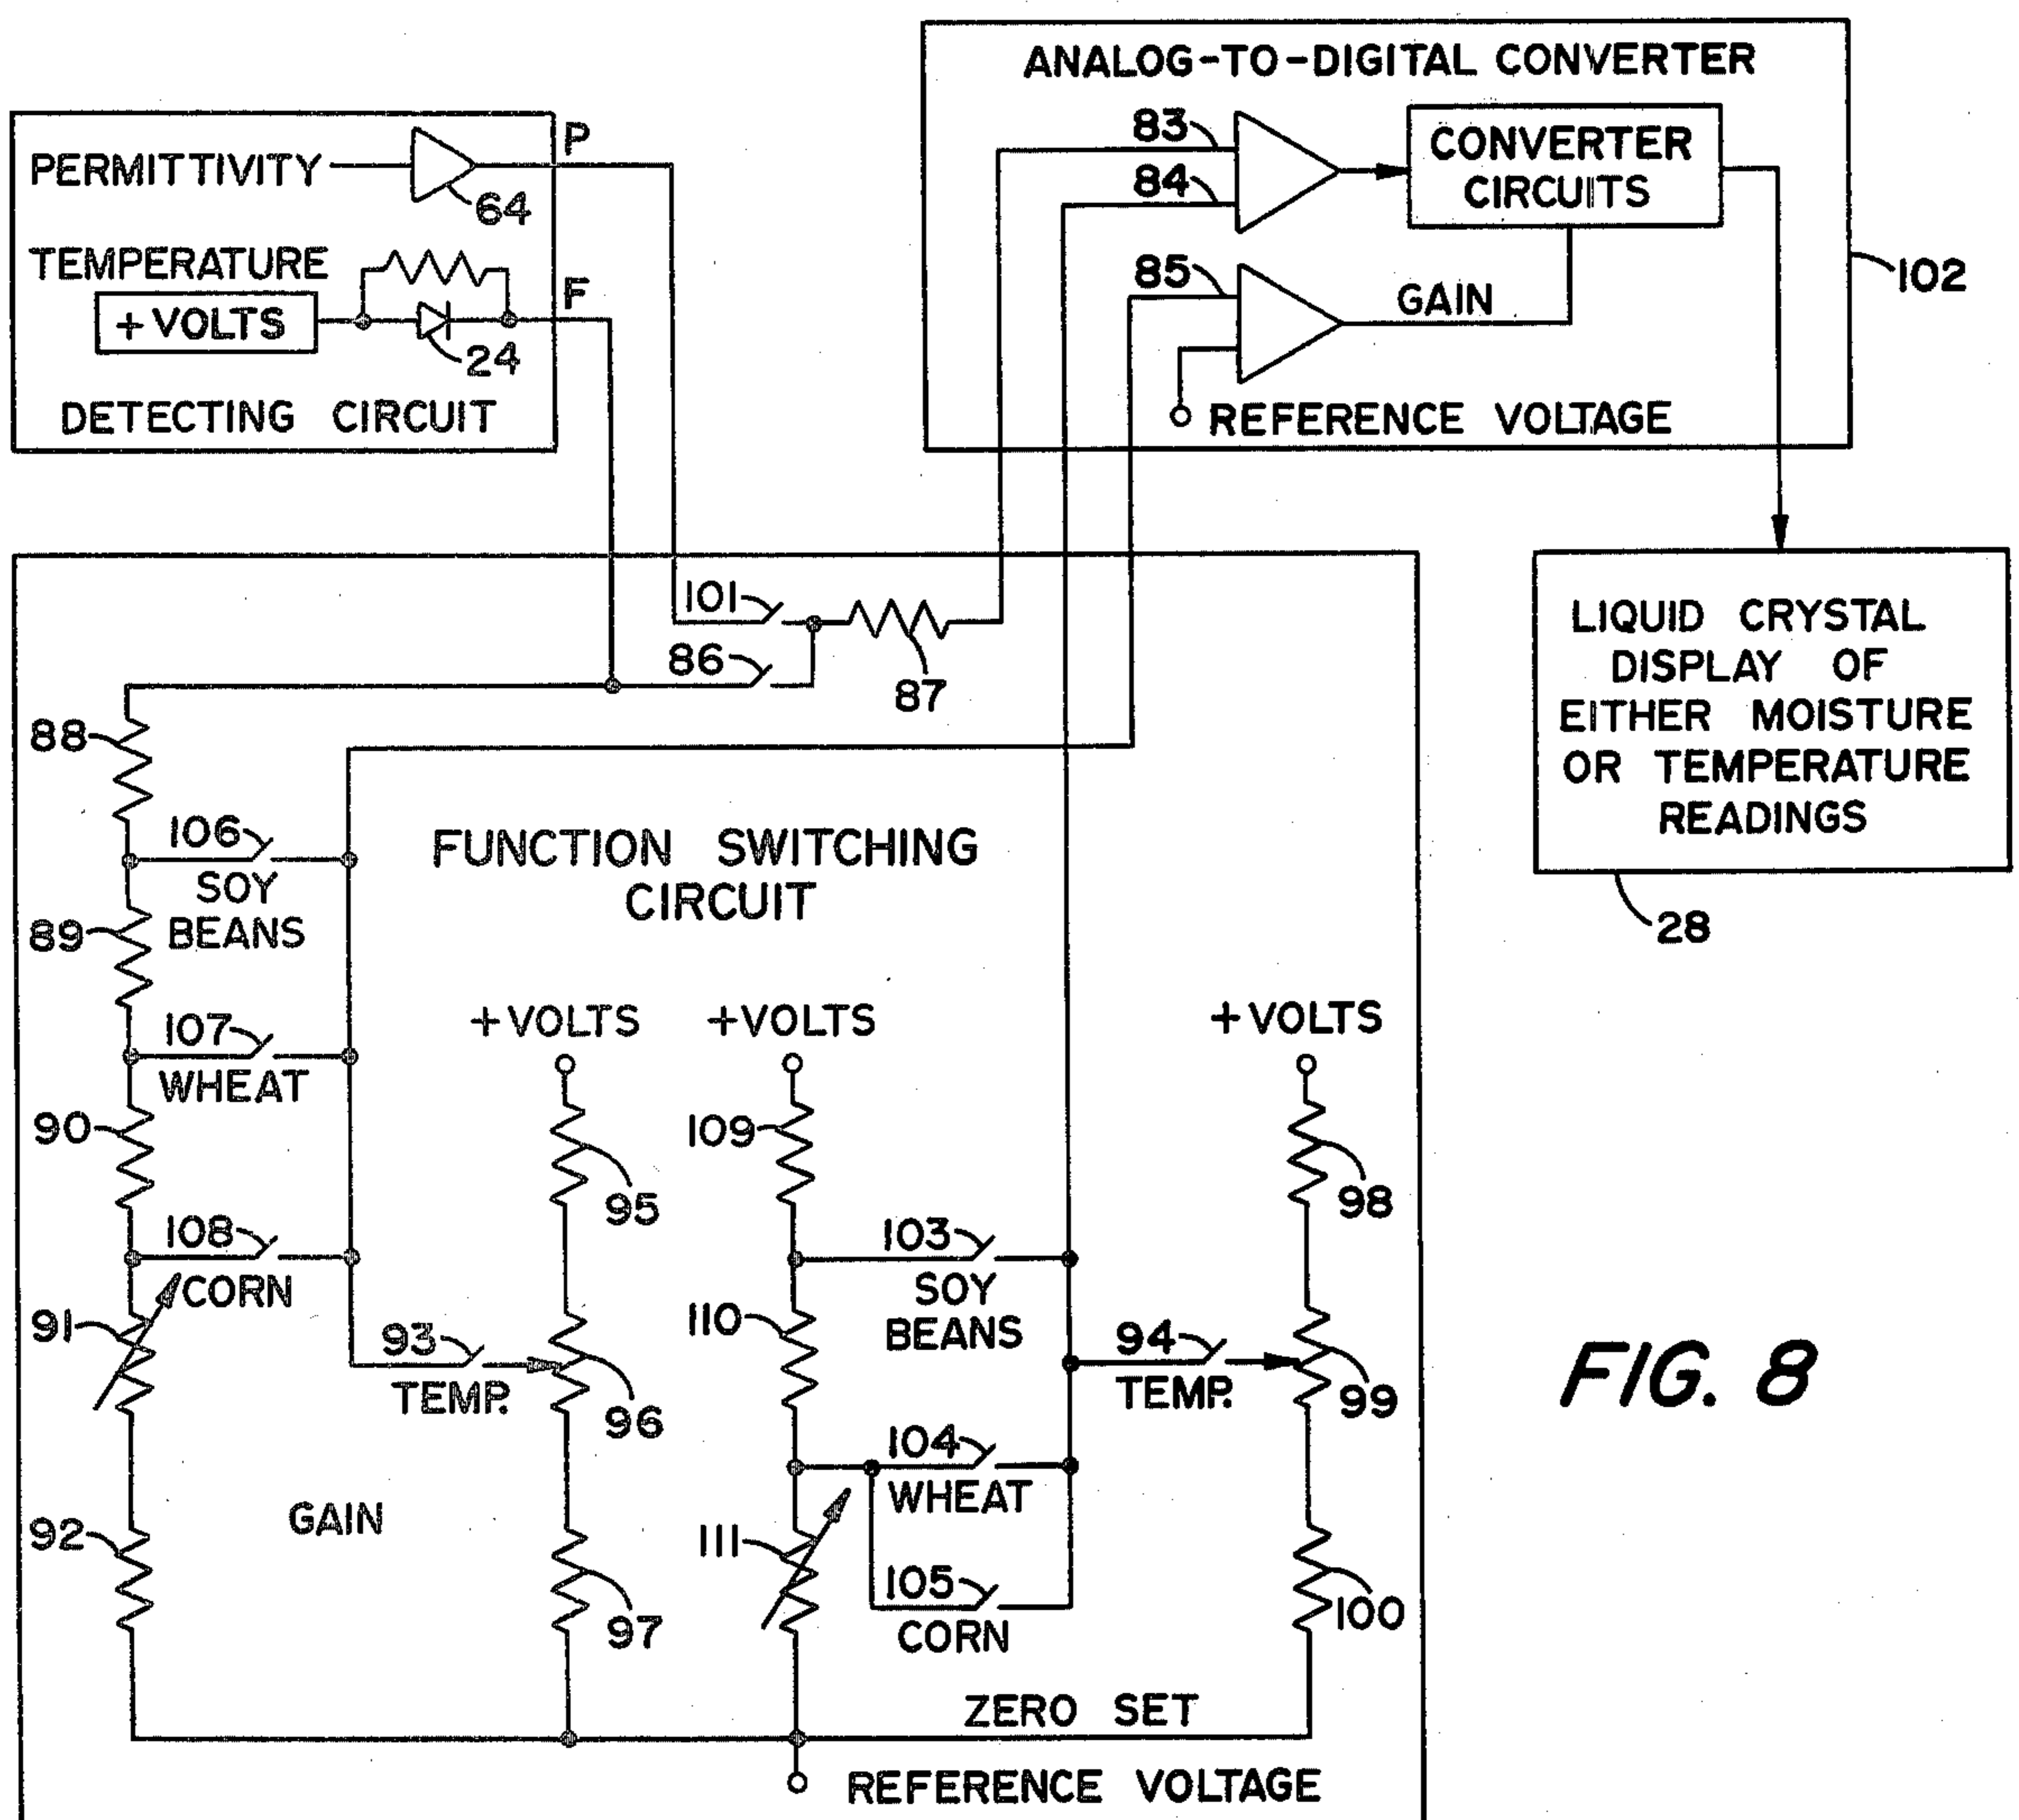 ANALOG-TO-DIGITAL CONVERTER
83
84
CONVERTER
CIRCUITS
85
GAIN
REFERENCE VOLTAGE
102
PERMITTIVITY
64
P
TEMPERATURE
+VOLTS
24
F
DETECTING CIRCUIT
LIQUID CRYSTAL
DISPLAY OF
EITHER MOISTURE
OR TEMPERATURE
READINGS
28
101
86
87
88
106
SOY
BEANS
FUNCTION SWITCHING
CIRCUIT
89
107
WHEAT
90
108
CORN
91
93
TEMP.
92
GAIN
+VOLTS
95
96
97
+VOLTS
109
103
SOY
BEANS
110
104
WHEAT
111
105
CORN
+VOLTS
98
94
TEMP.
99
100
ZERO SET
REFERENCE VOLTAGE
FIG. 8